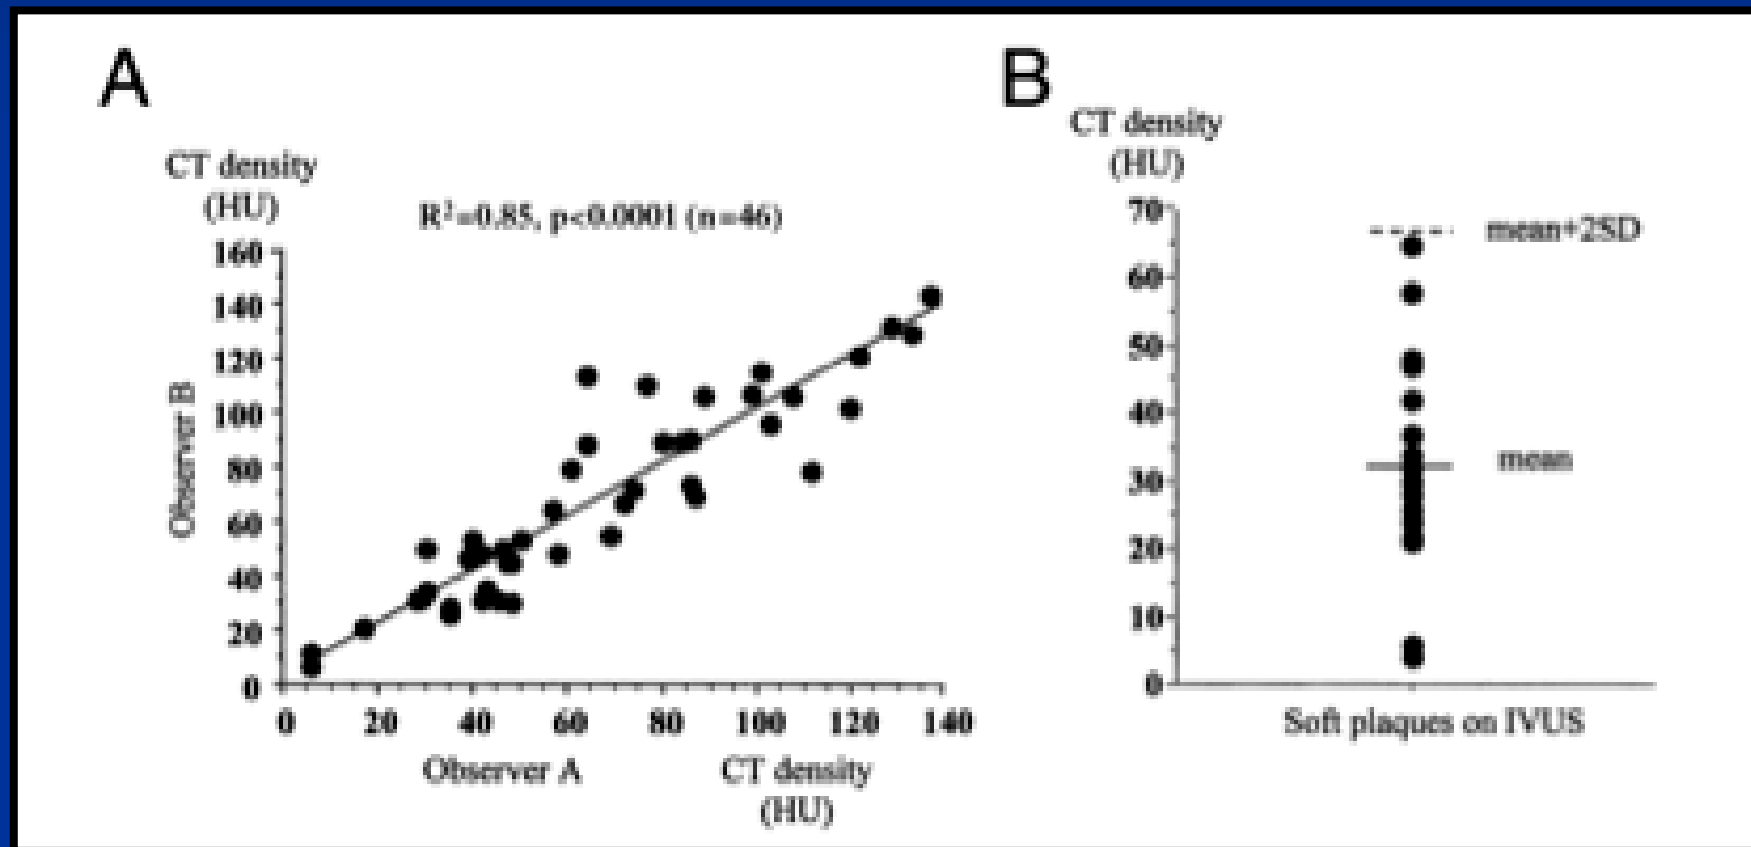 A
CT density
(HU)
R²=0.85, p<0.0001 (n=46)
160
140
120
100
80
60
40
20
0
Observer B
0 20 40 60 80 100 120 140
Observer A
CT density
(HU)
B
CT density
(HU)
70
60
50
40
30
20
10
0
mean+2SD
mean
Soft plaques on IVUS